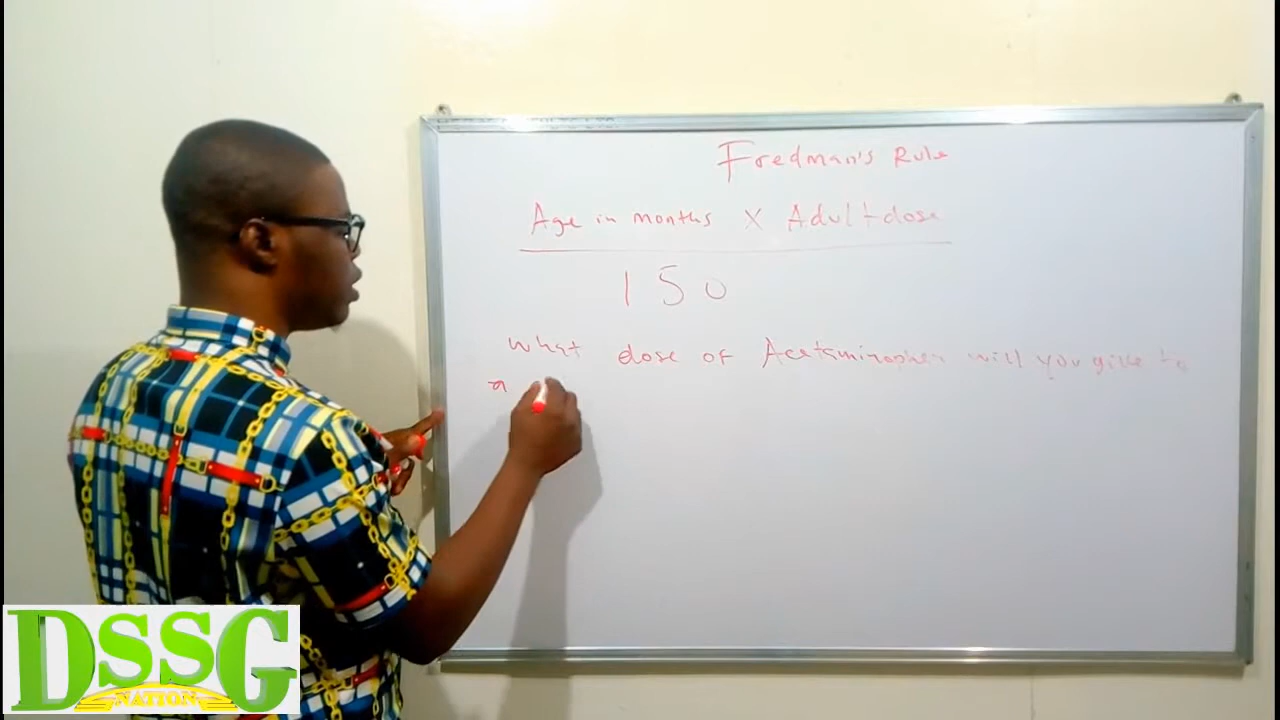 Fredman's Rule
Age in months X Adult dose
150
What dose of Acetaminophen will you give to
a
DSSG
NATION